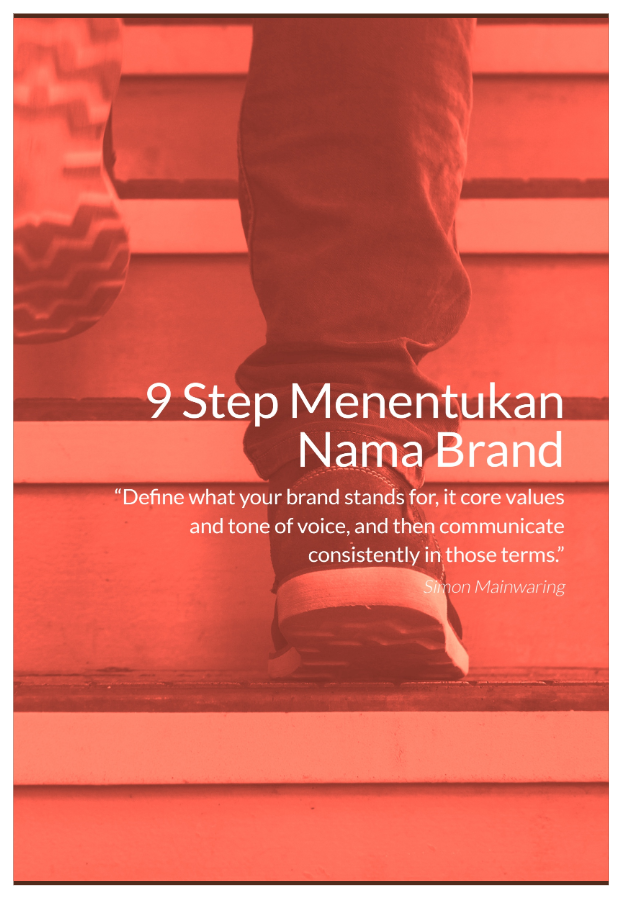 9 Step Menentukan
Nama Brand
“Define what your brand stands for, it core values
and tone of voice, and then communicate
consistently in those terms.”
Simon Mainwaring